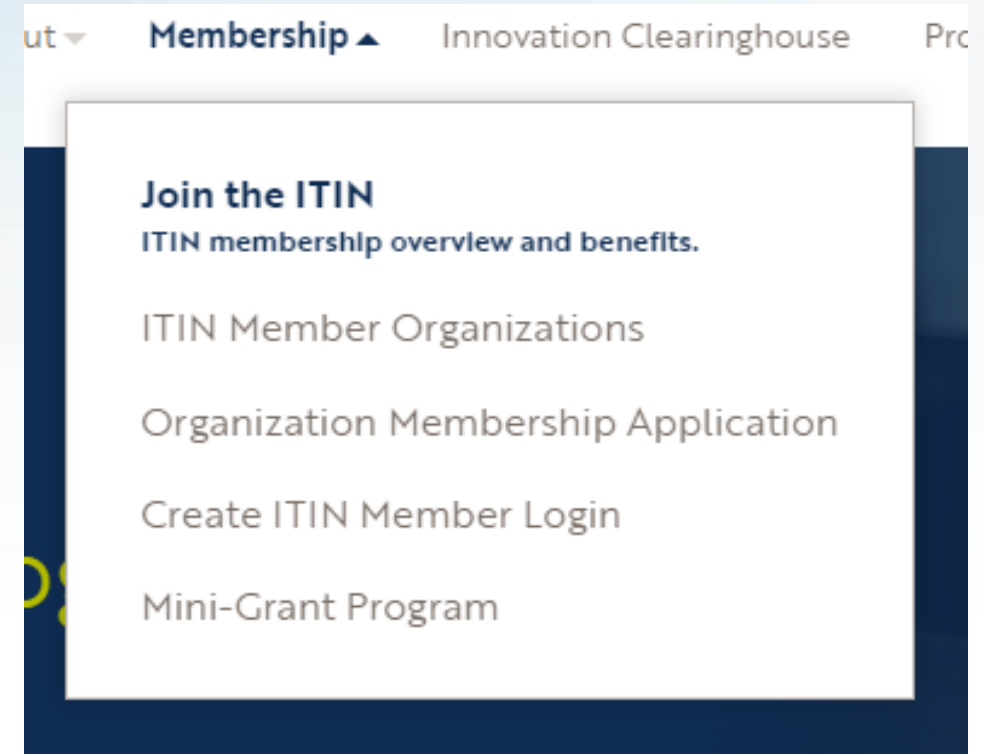 Membership Innovation Clearinghouse
Join the ITIN
ITIN membership overview and benefits.
ITIN Member Organizations
Organization Membership Application
Create ITIN Member Login
Mini-Grant Program